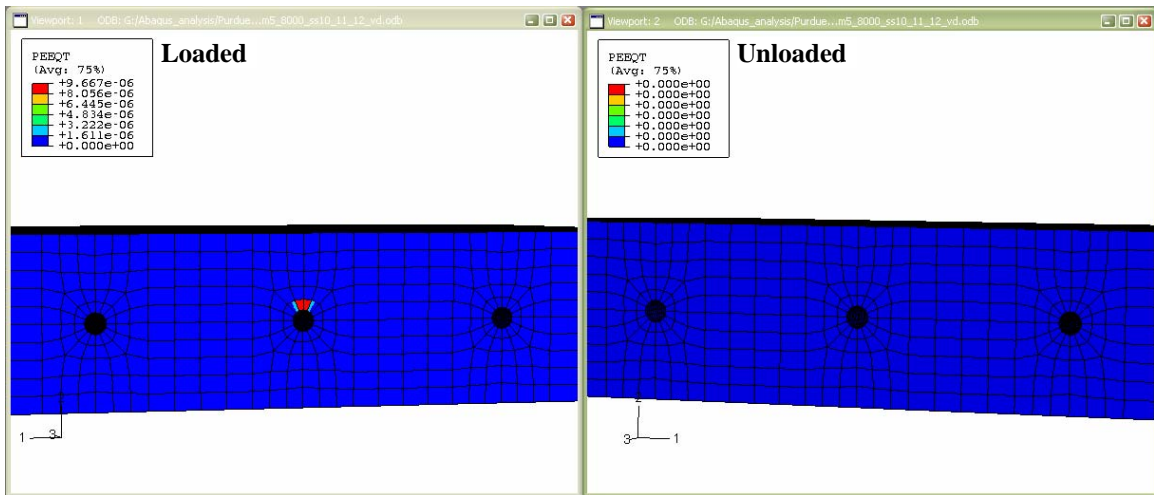 Viewport: 1 ODB: G:/Abaqus_analysis/Purdue...m5_8000_ss10_11_12_vd.odb
Loaded
PEEQT
(Avg: 75%)
+9.667e-06
+8.056e-06
+6.445e-06
+4.834e-06
+3.222e-06
+1.611e-06
+0.000e+00
1
3
Viewport: 2 ODB: G:/Abaqus_analysis/Purdue...m5_8000_ss10_11_12_vd.odb
Unloaded
PEEQT
(Avg: 75%)
+0.000e+00
+0.000e+00
+0.000e+00
+0.000e+00
+0.000e+00
+0.000e+00
+0.000e+00
3
1